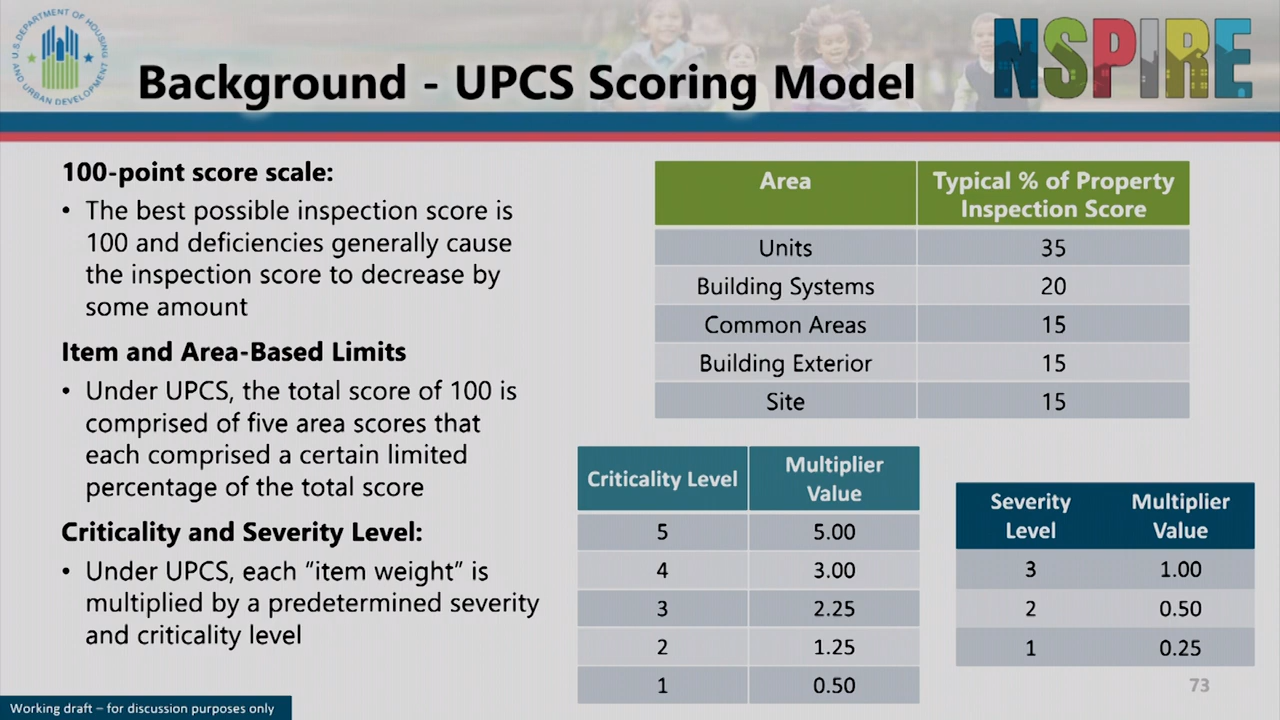 U.S. DEPARTMENT OF HOUSING
AND URBAN DEVELOPMENT
NSPIRE
Background - UPCS Scoring Model
100-point score scale:
• The best possible inspection score is
100 and deficiencies generally cause
the inspection score to decrease by
some amount
Item and Area-Based Limits
• Under UPCS, the total score of 100 is
comprised of five area scores that
each comprised a certain limited
percentage of the total score
Criticality and Severity Level:
• Under UPCS, each “item weight” is
multiplied by a predetermined severity
and criticality level
Area Typical % of Property
Inspection Score
Units 35
Building Systems 20
Common Areas 15
Building Exterior 15
Site 15
Criticality Level Multiplier
Value
5 5.00
4 3.00
3 2.25
2 1.25
1 0.50
Severity Multiplier
Level Value
3 1.00
2 0.50
1 0.25
73
Working draft – for discussion purposes only